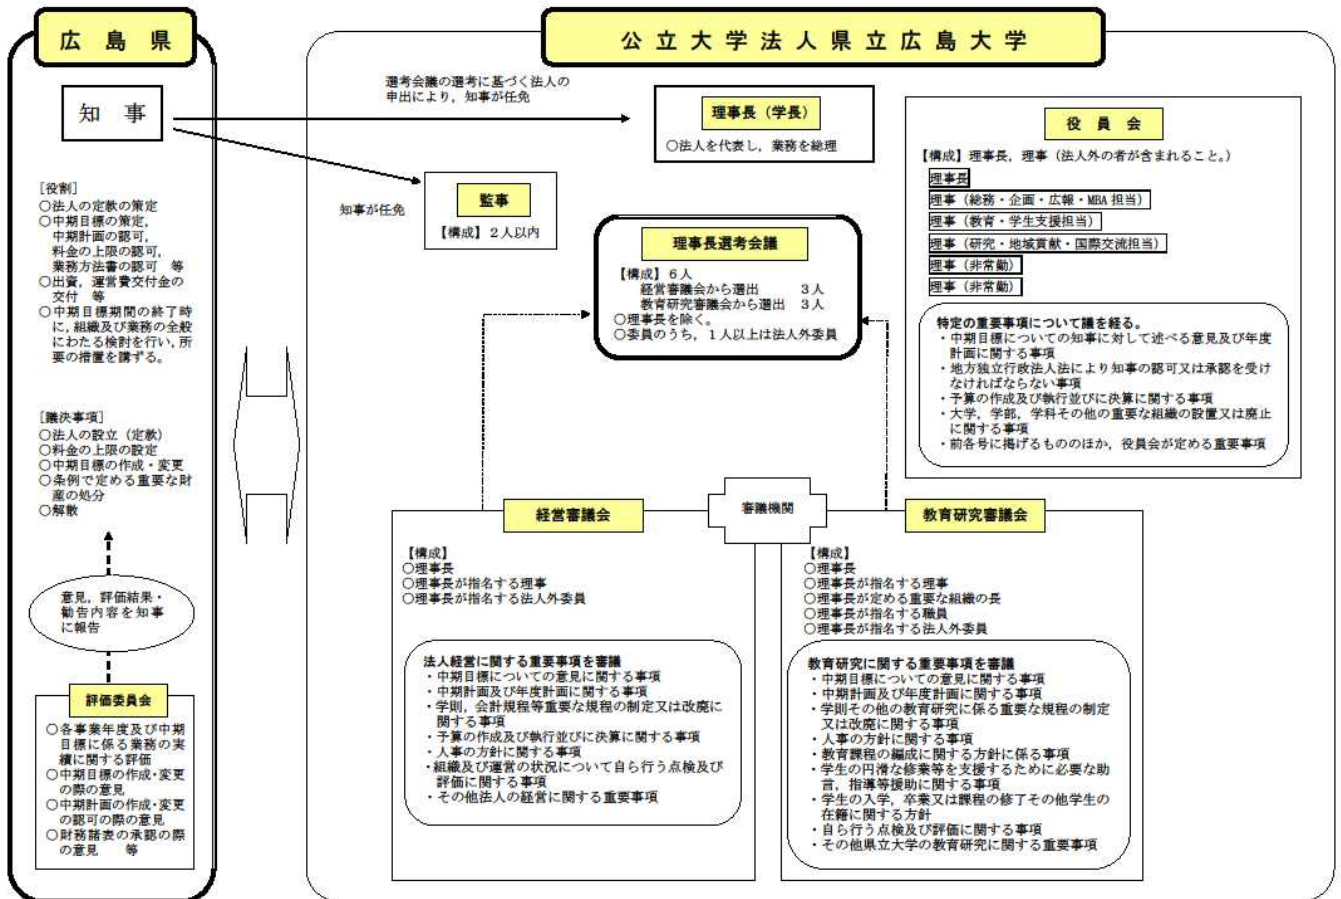 広島県
知 事
[役割]
○法人の定款の策定
○中期目標の策定,
中期計画の認可,
料金の上限の認可,
業務方法書の認可 等
○出資，運営費交付金の
交付 等
○中期目標期間の終了時
に，組織及び業務の全般
にわたる検討を行い，所
要の措置を講ずる。
[議決事項]
○法人の設立（定款）
○料金の上限の設定
○中期目標の作成・変更
○条例で定める重要な財
産の処分
○解散
意見，評価結果・
勧告内容を知事
に報告
評価委員会
○各事業年度及び中期
目標に係る業務の実
績に関する評価
○中期目標の作成・変更
の際の意見
○中期計画の作成・変更
の認可の際の意見
○財務諸表の承認の際
の意見 等
公立大学法人県立広島大学
選考会議の選考に基づく法人の
申出により，知事が任免
理事長（学長）
○法人を代表し，業務を総理
知事が任免
監事
【構成】２人以内
理事長選考会議
【構成】６人
経営審議会から選出 ３人
教育研究審議会から選出 ３人
○理事長を除く。
○委員のうち，１人以上は法人外委員
役 員 会
【構成】理事長，理事（法人外の者が含まれること。）
理事長
理事（総務・企画・広報・MBA 担当）
理事（教育・学生支援担当）
理事（研究・地域貢献・国際交流担当）
理事（非常勤）
理事（非常勤）
特定の重要事項について議を経る。
・中期目標についての知事に対して述べる意見及び年度
計画に関する事項
・地方独立行政法人法により知事の認可又は承認を受け
なければならない事項
・予算の作成及び執行並びに決算に関する事項
・大学，学部，学科その他の重要な組織の設置又は廃止
に関する事項
・前各号に掲げるもののほか，役員会が定める重要事項
審議機関
経営審議会
【構成】
○理事長
○理事長が指名する理事
○理事長が指名する法人外委員
法人経営に関する重要事項を審議
・中期目標についての意見に関する事項
・中期計画及び年度計画に関する事項
・学則，会計規程等重要な規程の制定又は改廃に
関する事項
・予算の作成及び執行並びに決算に関する事項
・人事の方針に関する事項
・組織及び運営の状況について自ら行う点検及び
評価に関する事項
・その他法人の経営に関する重要事項
教育研究審議会
【構成】
○理事長
○理事長が指名する理事
○理事長が定める重要な組織の長
○理事長が指名する職員
○理事長が指名する法人外委員
教育研究に関する重要事項を審議
・中期目標についての意見に関する事項
・中期計画及び年度計画に関する事項
・学則その他の教育研究に係る重要な規程の制定
又は改廃に関する事項
・人事の方針に関する事項
・教育課程の編成に関する方針に係る事項
・学生の円滑な修業等を支援するために必要な助
言，指導等援助に関する事項
・学生の入学，卒業又は課程の修了その他学生の
在籍に関する方針
・自ら行う点検及び評価に関する事項
・その他県立大学の教育研究に関する重要事項